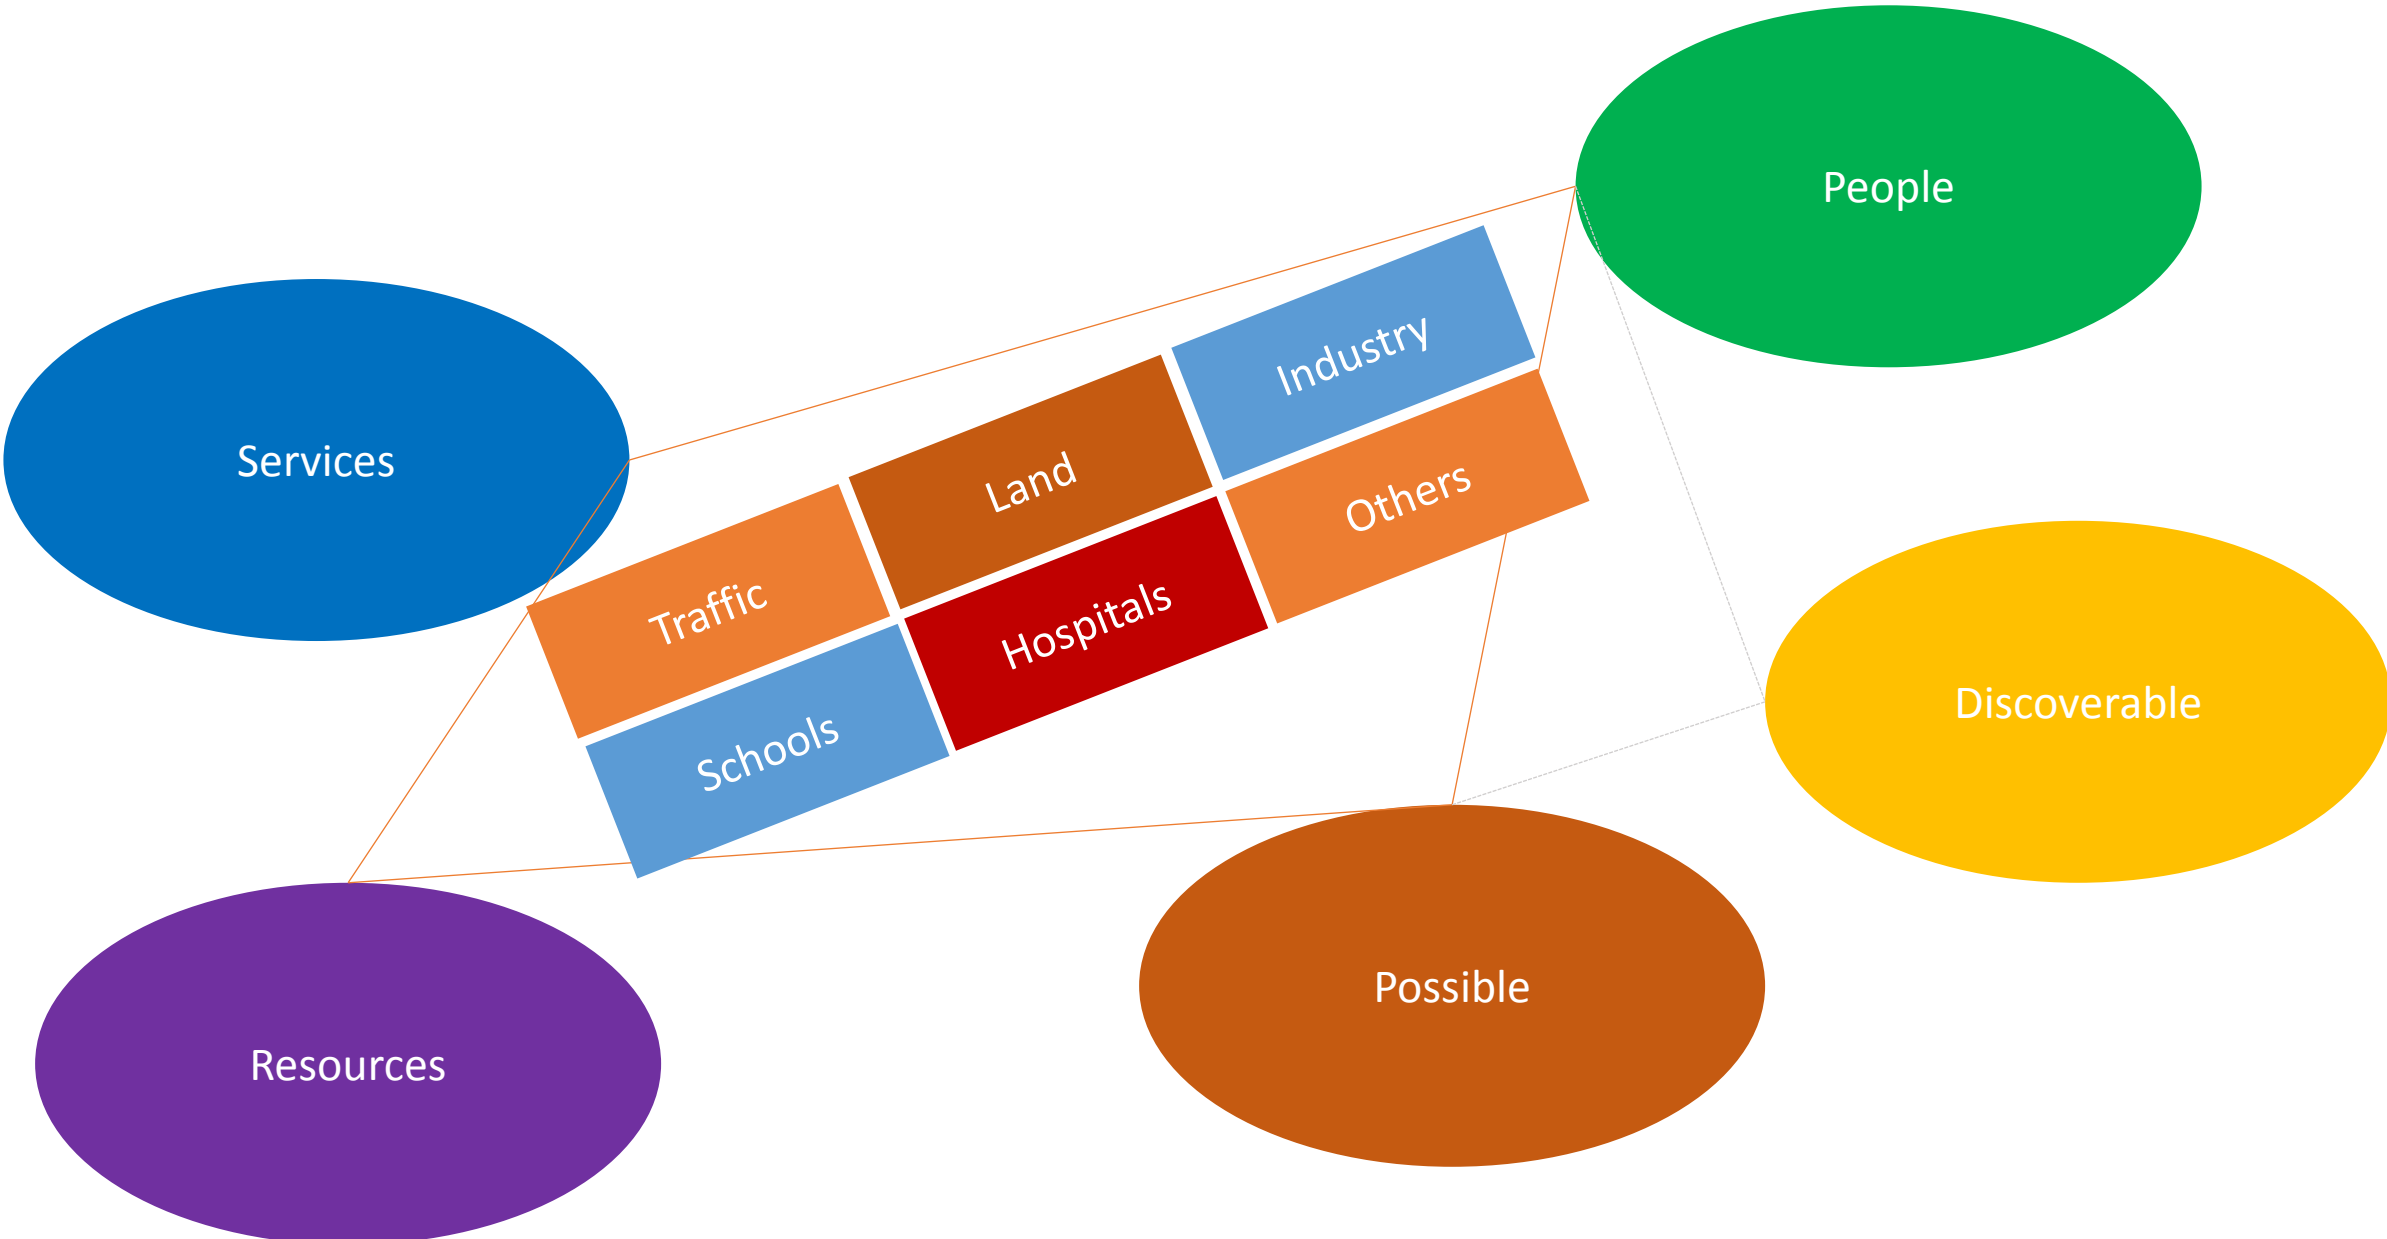 People
Services
Industry
Land
Others
Traffic
Hospitals
Schools
Discoverable
Possible
Resources